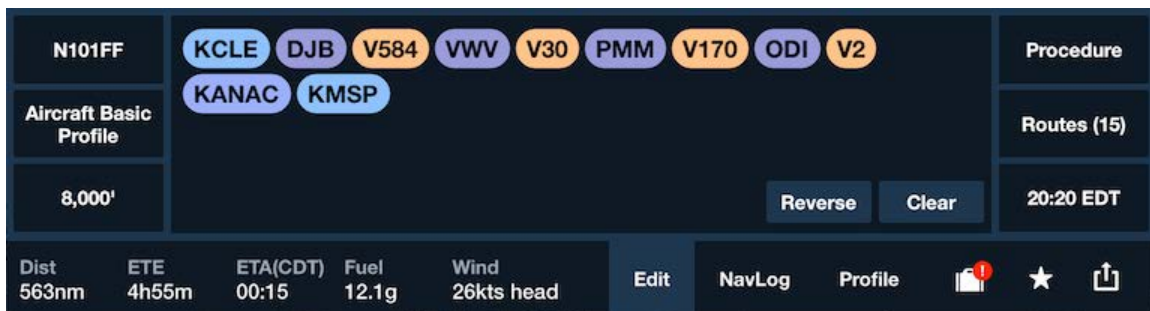 N101FF
Aircraft Basic
Profile
8,000'
KCLE DJB V584 VWV V30 PMM V170 ODI V2
KANAC KMSP
Reverse Clear
Procedure
Routes (15)
20:20 EDT
Dist ETE ETA(CDT) Fuel Wind
563nm 4h55m 00:15 12.1g 26kts head
Edit NavLog Profile !